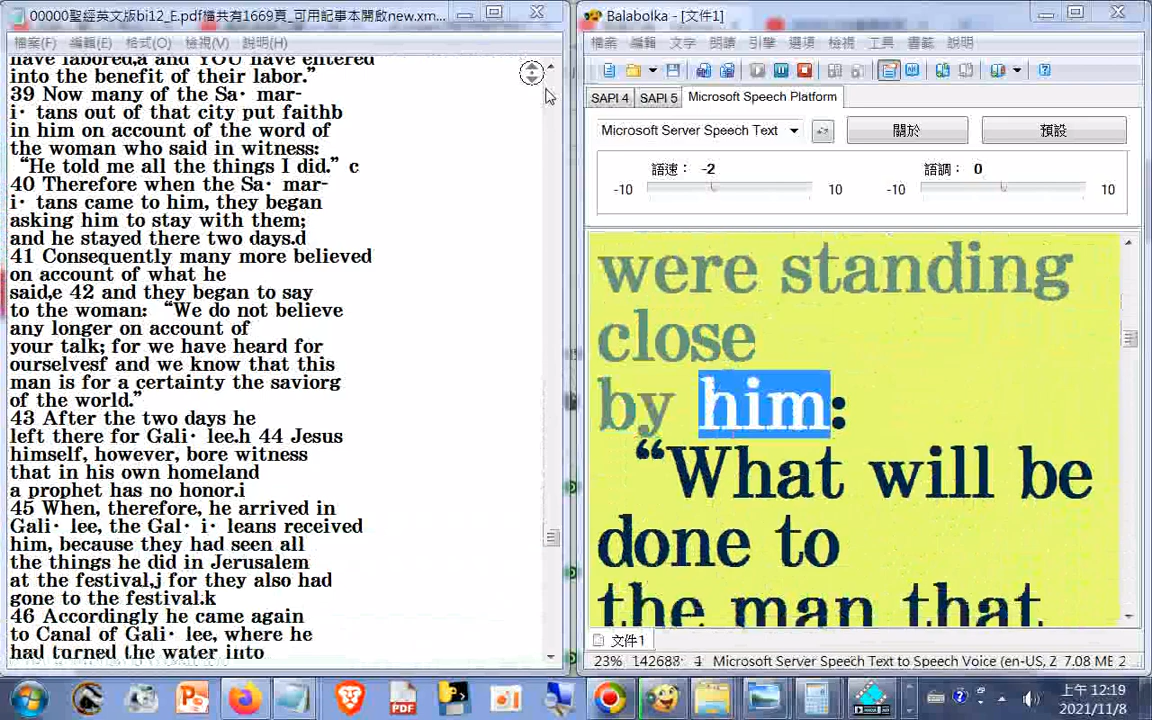 00000聖經英文版bi12_E.pdf檔共有1669頁_可用記事本開啟new.xm...
檔案(F) 編輯(E) 格式(O) 檢視(V) 說明(H)
have labored,a and YOU have entered
into the benefit of their labor.”
39 Now many of the Sa· mar-
i· tans out of that city put faithb
in him on account of the word of
the woman who said in witness:
“He told me all the things I did.” c
40 Therefore when the Sa· mar-
i· tans came to him, they began
asking him to stay with them;
and he stayed there two days.d
41 Consequently many more believed
on account of what he
said,e 42 and they began to say
to the woman: “We do not believe
any longer on account of
your talk; for we have heard for
ourselvesf and we know that this
man is for a certainty the saviorg
of the world.”
43 After the two days he
left there for Gali· lee.h 44 Jesus
himself, however, bore witness
that in his own homeland
a prophet has no honor.i
45 When, therefore, he arrived in
Gali· lee, the Gal· i· leans received
him, because they had seen all
the things he did in Jerusalem
at the festival,j for they also had
gone to the festival.k
46 Accordingly he came again
to Canal of Gali· lee, where he
had turned the water into
Balabolka - [文件1]
檔案 編輯 文字 朗讀 引擎 選項 檢視 工具 書籤 說明
SAPI 4 SAPI 5 Microsoft Speech Platform
Microsoft Server Speech Text 關於 預設
語速： -2 語調： 0
-10 10 -10 10
were standing
close
by him:
“What will be
done to
the man that
文件1
23% 142688: Microsoft Server Speech Text to Speech Voice (en-US, Z 7.08 MB 2
PDF
上午 12:19
2021/11/8